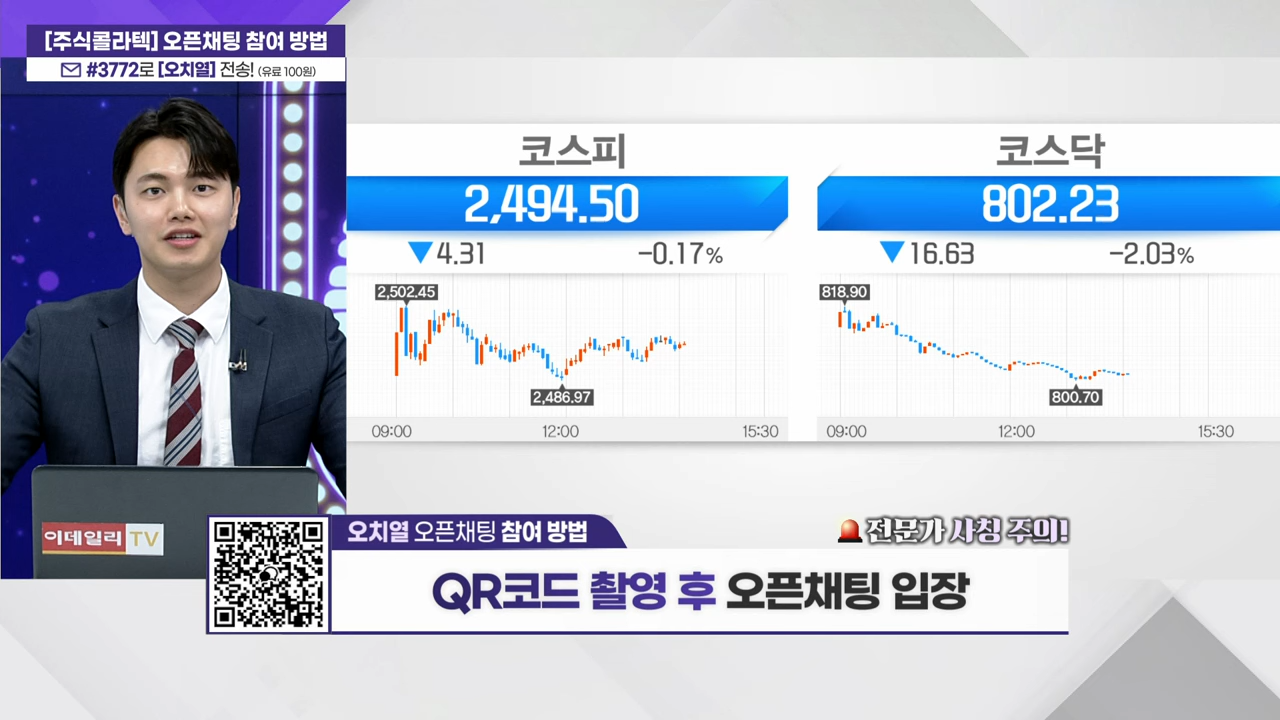 [주식콜라텍] 오픈채팅 참여 방법
#3772로 [오치열] 전송! (유료 100원)
코스피
2,494.50
▼4.31 -0.17%
2,502.45
2,486.97
09:00 12:00 15:30
코스닥
802.23
▼16.63 -2.03%
818.90
800.70
09:00 12:00 15:30
이데일리TV
오치열 오픈채팅 참여 방법
전문가 사칭 주의!
QR코드 촬영 후 오픈채팅 입장